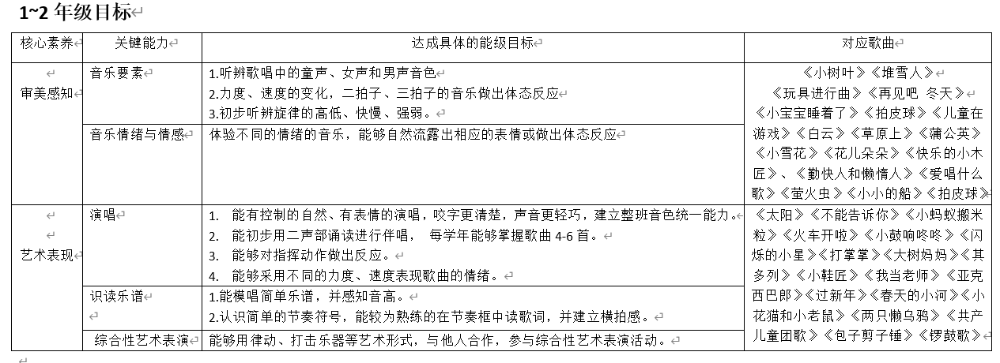 1~2 年级目标
核心素养 关键能力 达成具体的能级目标 对应歌曲
审美感知
音乐要素
1.听辨歌唱中的童声、女声和男声音色
2.力度、速度的变化，二拍子、三拍子的音乐做出体态反应
3.初步听辨旋律的高低、快慢、强弱。
音乐情绪与情感
体验不同的情绪的音乐，能够自然流露出相应的表情或做出体态反应
《小树叶》《堆雪人》
《玩具进行曲》《再见吧 冬天》
《小宝宝睡着了》《拍皮球》《儿童在
游戏》《白云》《草原上》《蒲公英》
《小雪花》《花儿朵朵》《快乐的小木
匠》、《勤快人和懒惰人》《爱唱什么
歌》《萤火虫》《小小的船》《拍皮球》
艺术表现
演唱
1. 能有控制的自然、有表情的演唱，咬字更清楚，声音更轻巧，建立整班音色统一能力。
2. 能初步用二声部诵读进行伴唱， 每学年能够掌握歌曲 4-6 首。
3. 能够对指挥动作做出反应。
4. 能够采用不同的力度、速度表现歌曲的情绪。
识读乐谱
1.能模唱简单乐谱，并感知音高。
2.认识简单的节奏符号，能较为熟练的在节奏框中读歌词，并建立横拍感。
综合性艺术表演
能够用律动、打击乐器等艺术形式，与他人合作，参与综合性艺术表演活动。
《太阳》《不能告诉你》《小蚂蚁搬米
粒》《火车开啦》《小鼓响咚咚》《闪
烁的小星》《打掌掌》《大树妈妈》《其
多列》《小鞋匠》《我当老师》《亚克
西巴郎》《过新年》《春天的小河》《小
花猫和小老鼠》《两只懒乌鸦》《共产
儿童团歌》《包子剪子锤》《锣鼓歌》